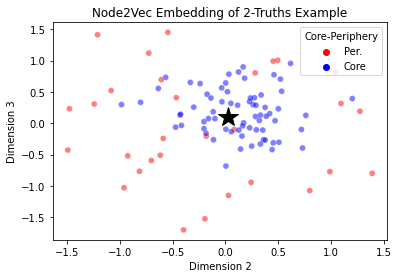 Node2Vec Embedding of 2-Truths Example
Core-Periphery
Per.
Core
Dimension 3
1.5
1.0
0.5
0.0
−0.5
−1.0
−1.5
−1.5 −1.0 −0.5 0.0 0.5 1.0 1.5
Dimension 2